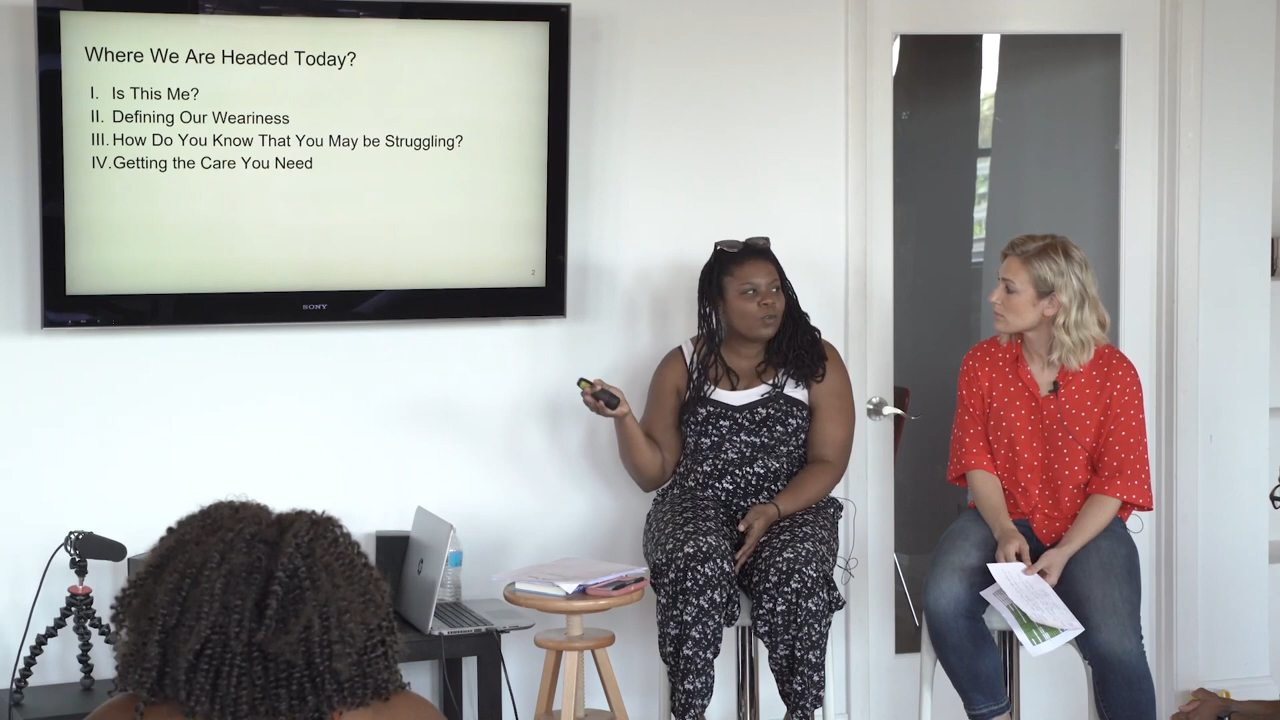 Where We Are Headed Today?
I. Is This Me?
II. Defining Our Weariness
III. How Do You Know That You May be Struggling?
IV. Getting the Care You Need
2
SONY
hp